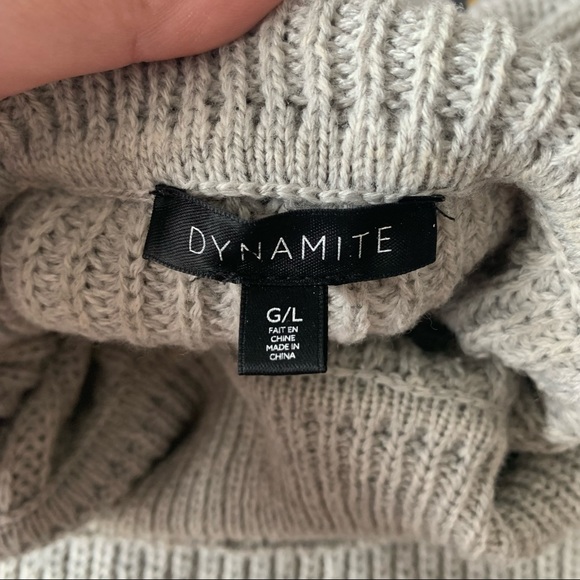 DYNAMITE
G/L
FAIT EN
CHINE
MADE IN
CHINA